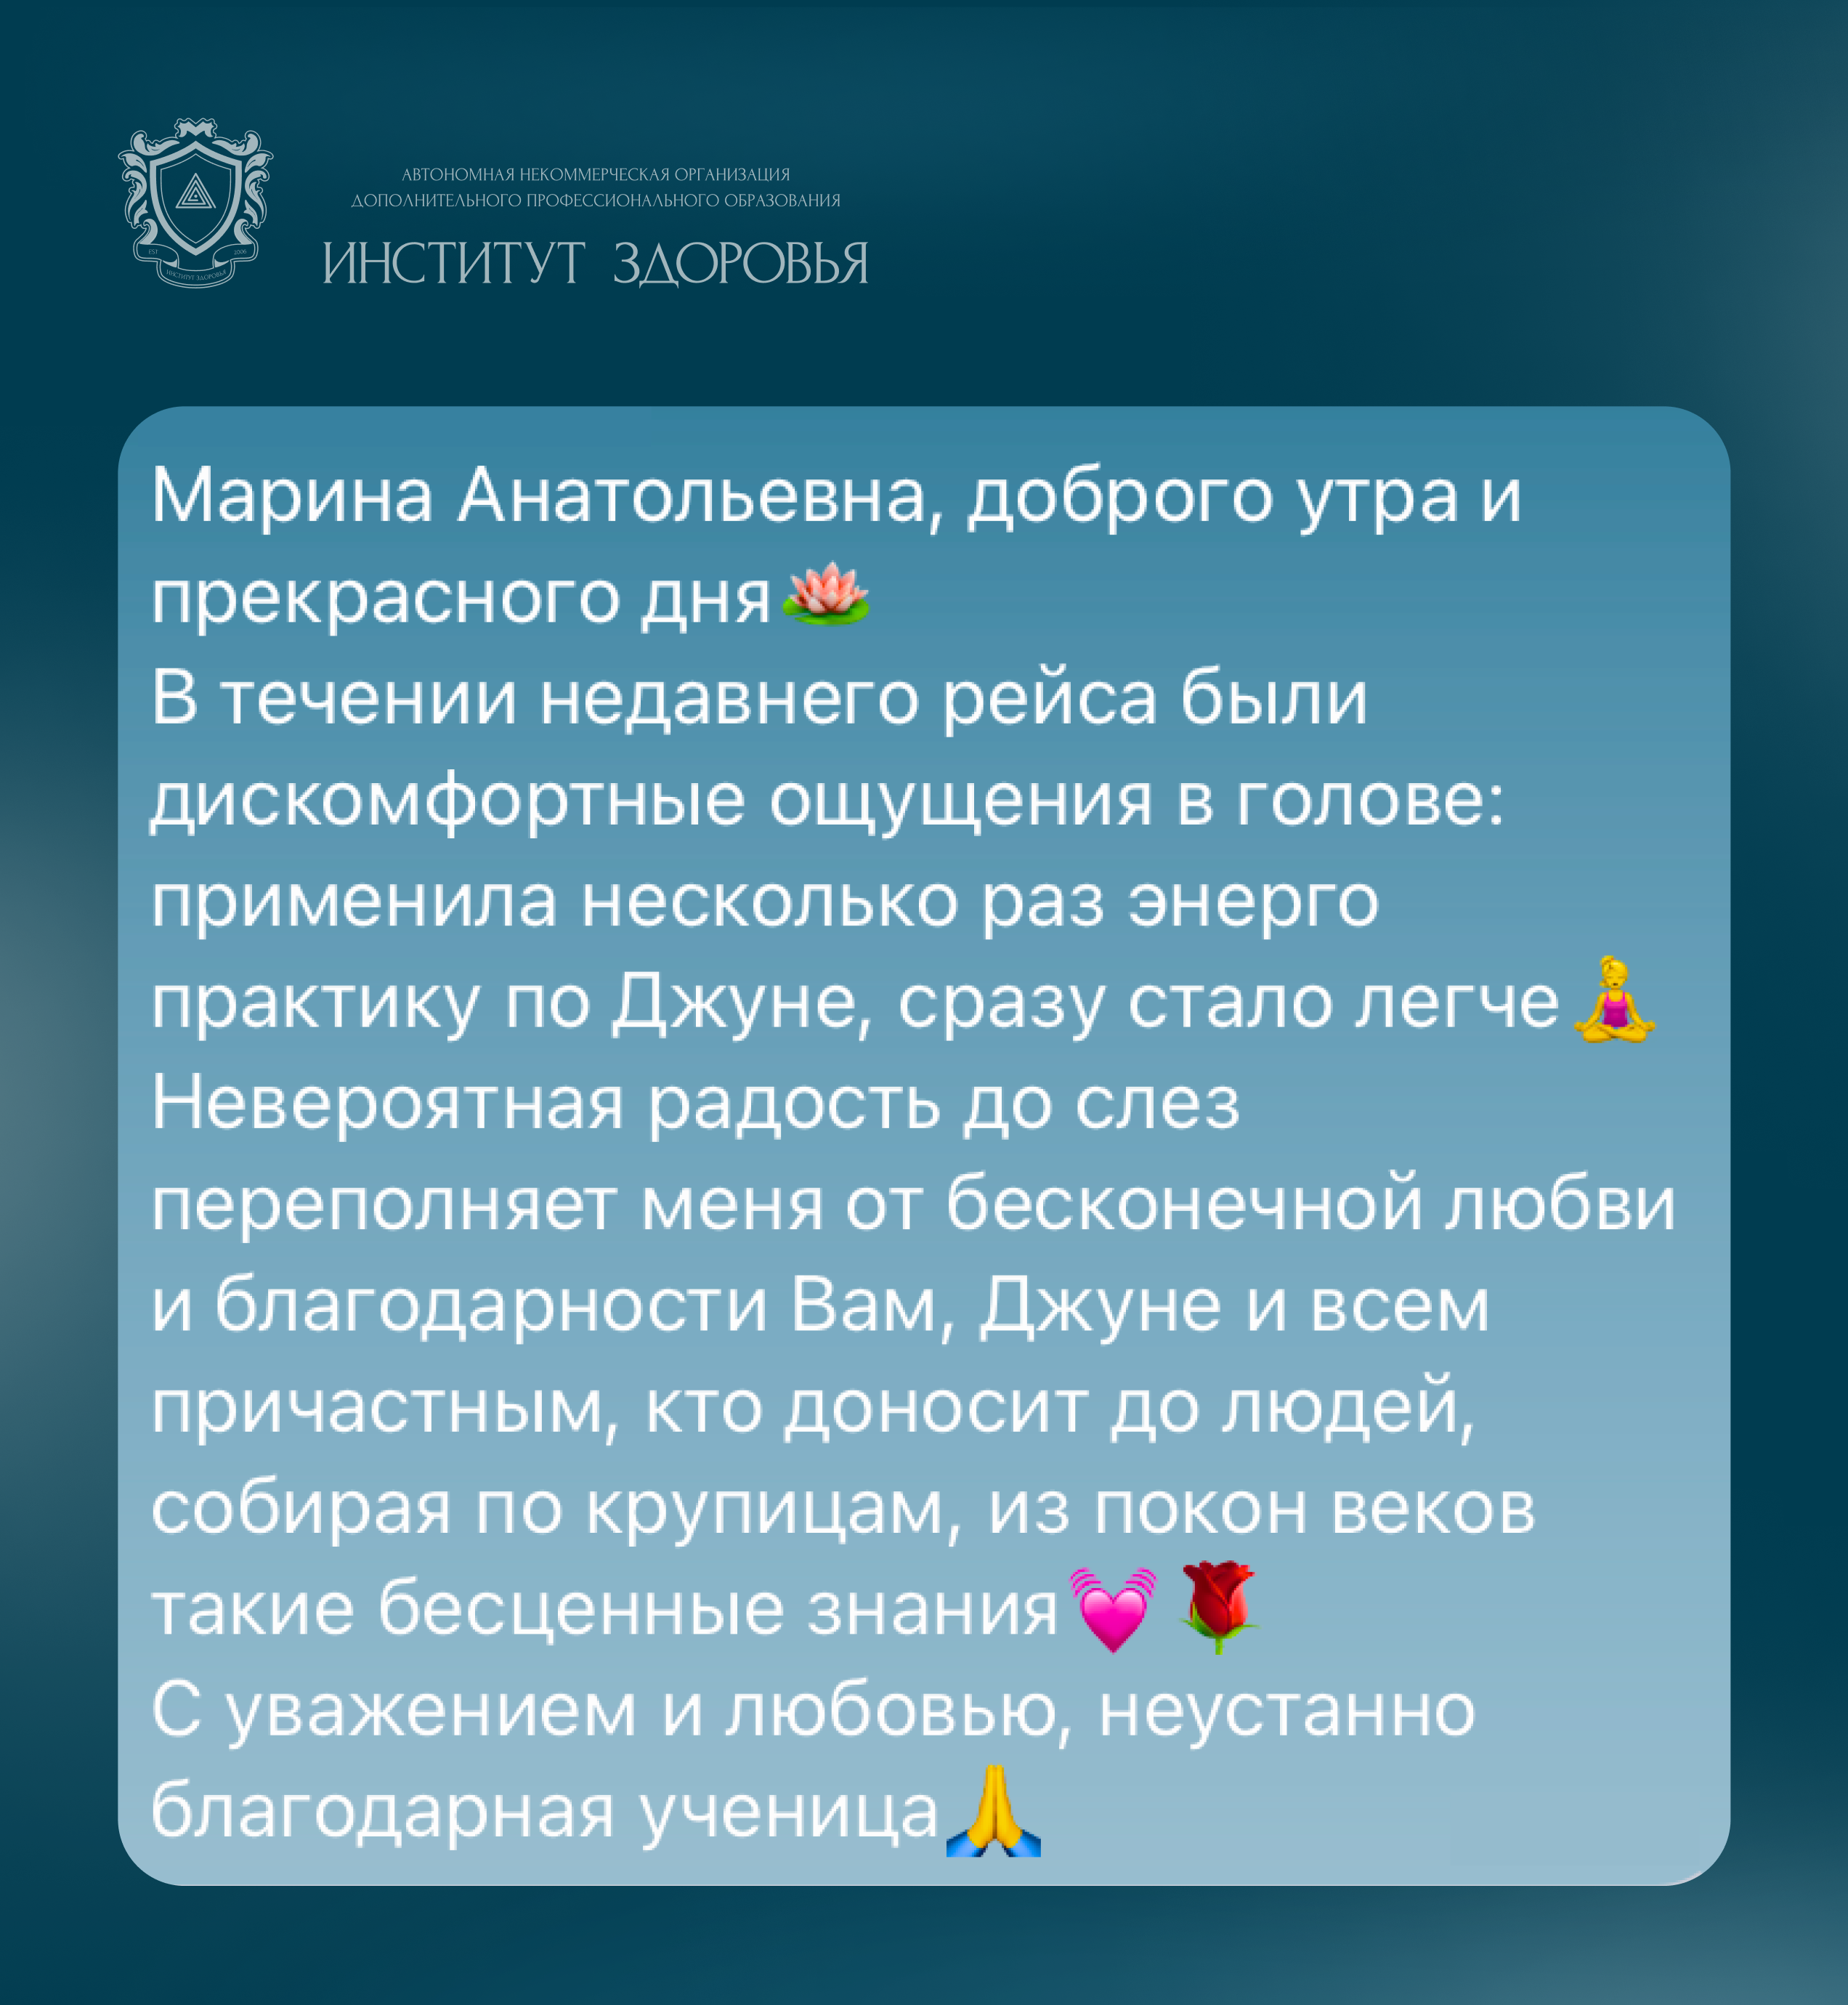 АВТОНОМНАЯ НЕКОММЕРЧЕСКАЯ ОРГАНИЗАЦИЯ
ДОПОЛНИТЕЛЬНОГО ПРОФЕССИОНАЛЬНОГО ОБРАЗОВАНИЯ
ИНСТИТУТ ЗДОРОВЬЯ
EST 2006
ИНСТИТУТ ЗДОРОВЬЯ
Марина Анатольевна, доброго утра и
прекрасного дня🪷
В течении недавнего рейса были
дискомфортные ощущения в голове:
применила несколько раз энерго
практику по Джуне, сразу стало легче🧘‍♀️
Невероятная радость до слез
переполняет меня от бесконечной любви
и благодарности Вам, Джуне и всем
причастным, кто доносит до людей,
собирая по крупицам, из покон веков
такие бесценные знания💓🌹
С уважением и любовью, неустанно
благодарная ученица🙏